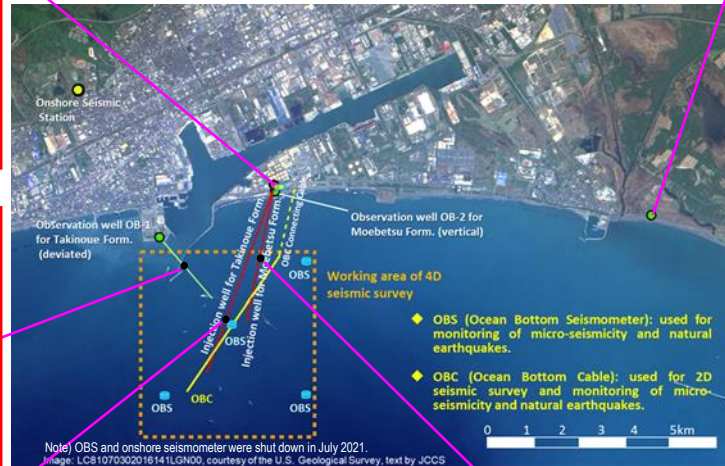 Onshore Seismic
Station
Observation well OB-1
for Takinoue Form.
(deviated)
Injection well for Takinoue Form.
Injection well for Moebetsu Form.
OBC Connecting
Observation well OB-2 for
Moebetsu Form. (vertical)
OBS
Working area of 4D
seismic survey
OBS
OBS
OBC
OBS
◆ OBS (Ocean Bottom Seismometer): used for
monitoring of micro-seismicity and natural
earthquakes.
◆ OBC (Ocean Bottom Cable): used for 2D
seismic survey and monitoring of micro-
seismicity and natural earthquakes.
0 1 2 3 4 5km
Note) OBS and onshore seismometer were shut down in July 2021.
Image: LC81070302016141LGN00, courtesy of the U.S. Geological Survey, text by JCCS